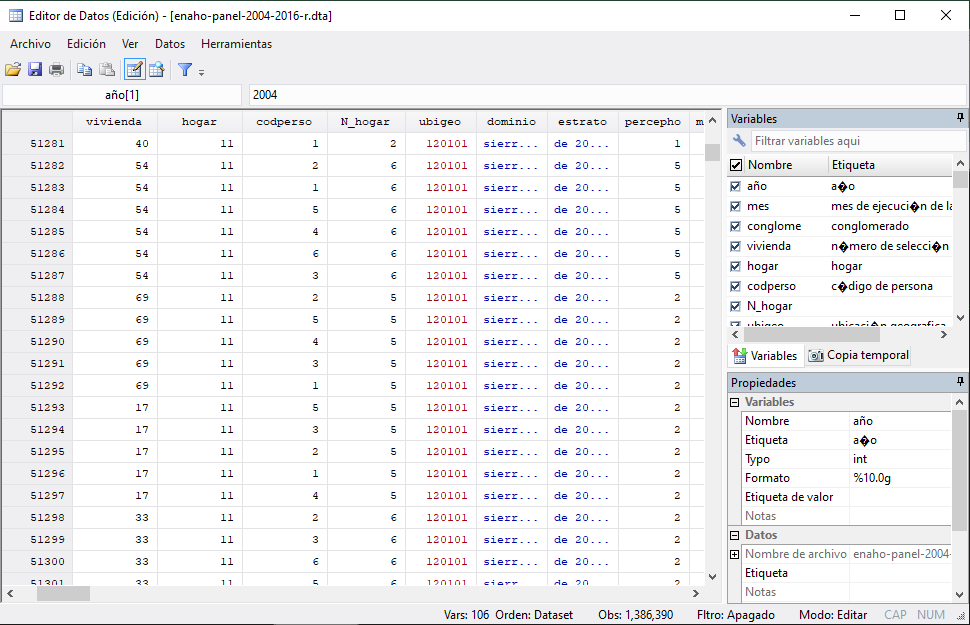 Editor de Datos (Edición) - [enaho-panel-2004-2016-r.dta]
Archivo Edición Ver Datos Herramientas
año[1] 2004
vivienda hogar codperso N_hogar ubigeo dominio estrato percepho m
51281 40 11 1 2 120101 sierr... de 20... 1
51282 54 11 2 6 120101 sierr... de 20... 5
51283 54 11 1 6 120101 sierr... de 20... 5
51284 54 11 5 6 120101 sierr... de 20... 5
51285 54 11 4 6 120101 sierr... de 20... 5
51286 54 11 6 6 120101 sierr... de 20... 5
51287 54 11 3 6 120101 sierr... de 20... 5
51288 69 11 2 5 120101 sierr... de 20... 2
51289 69 11 5 5 120101 sierr... de 20... 2
51290 69 11 4 5 120101 sierr... de 20... 2
51291 69 11 3 5 120101 sierr... de 20... 2
51292 69 11 1 5 120101 sierr... de 20... 2
51293 17 11 5 5 120101 sierr... de 20... 2
51294 17 11 3 5 120101 sierr... de 20... 2
51295 17 11 2 5 120101 sierr... de 20... 2
51296 17 11 1 5 120101 sierr... de 20... 2
51297 17 11 4 5 120101 sierr... de 20... 2
51298 33 11 2 6 120101 sierr... de 20... 2
51299 33 11 3 6 120101 sierr... de 20... 2
51300 33 11 6 6 120101 sierr... de 20... 2
51301 33 11 5 6 120101 sierr... de 20... 2
Variables
Filtrar variables aqui
Nombre Etiqueta
año a�o
mes mes de ejecuci�n de la
conglome conglomerado
vivienda n�mero de selecci�n
hogar hogar
codperso c�digo de persona
N_hogar
ubigeo ubicaci�n geografica
Variables Copia temporal
Propiedades
Variables
Nombre año
Etiqueta a�o
Typo int
Formato %10.0g
Etiqueta de valor
Notas
Datos
Nombre de archivo enaho-panel-2004-
Etiqueta
Notas
Vars: 106 Orden: Dataset Obs: 1,386,390 Fltro: Apagado Modo: Editar CAP NUM